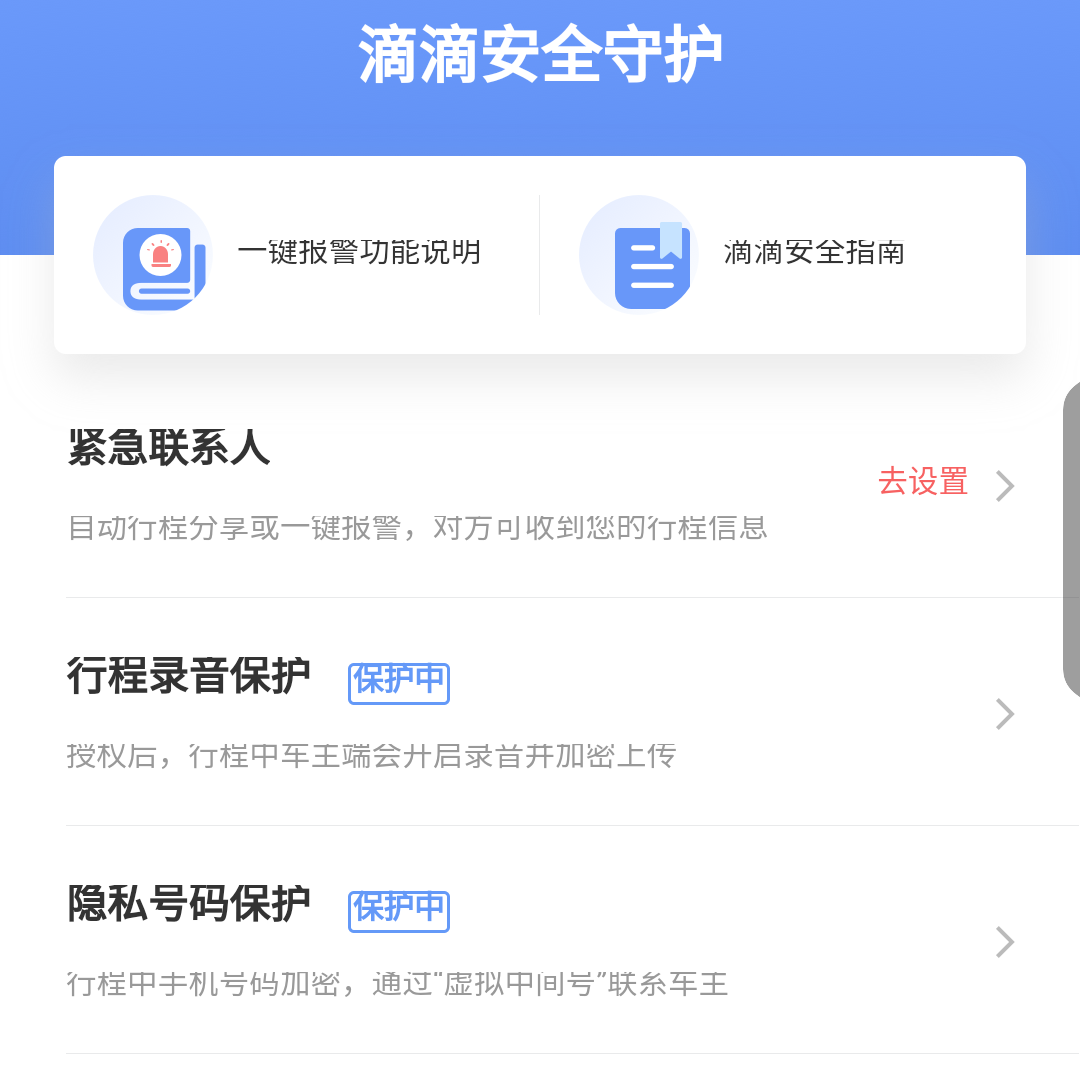 滴滴安全守护
一键报警功能说明
滴滴安全指南
紧急联系人
去设置
自动行程分享或一键报警，对方可收到您的行程信息
行程录音保护 保护中
授权后，行程中车主端会开启录音并加密上传
隐私号码保护 保护中
行程中手机号码加密，通过“虚拟中间号”联系车主